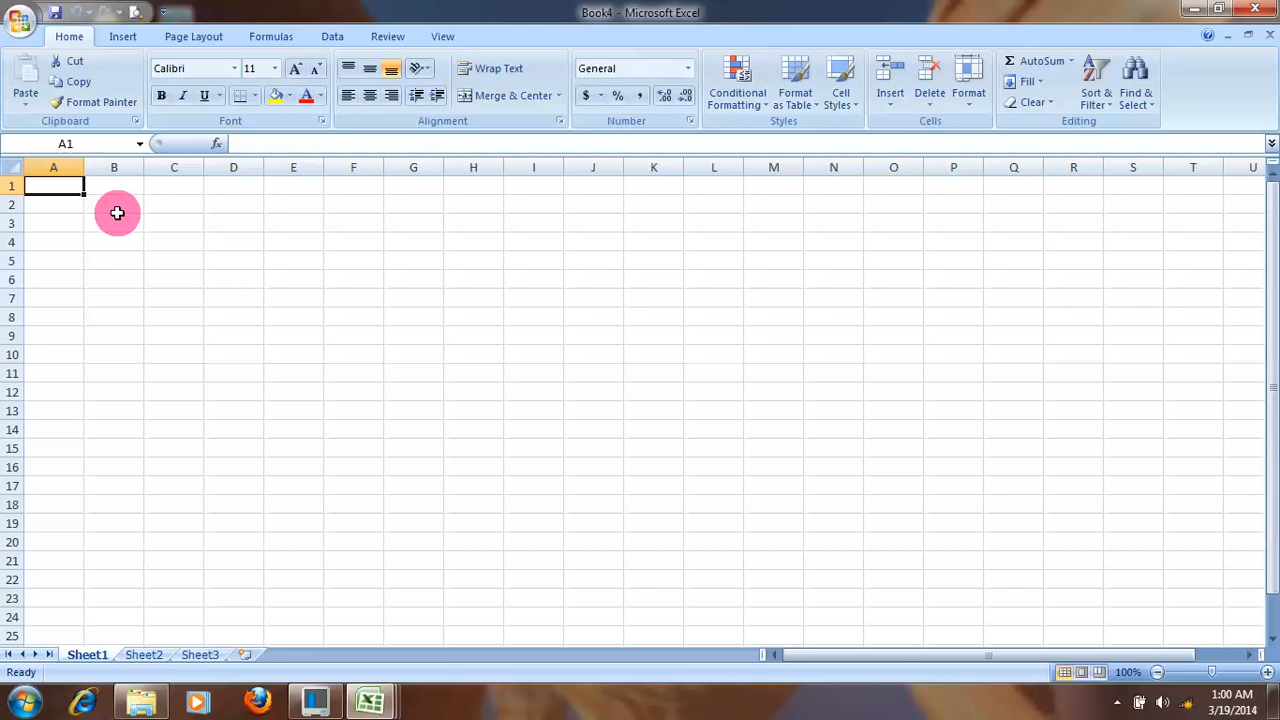 Book4 - Microsoft Excel
Home Insert Page Layout Formulas Data Review View
Paste Cut Copy Format Painter
Clipboard
Calibri 11
B I U A
Font
Wrap Text
Merge & Center
Alignment
General
$ % , .0 .00 .00 .0
Number
Conditional Formatting Format as Table Cell Styles
Styles
Insert Delete Format
Cells
Σ AutoSum Fill Clear
Sort & Filter Find & Select
Editing
A1 fx
A B C D E F G H I J K L M N O P Q R S T U
1
2
3
4
5
6
7
8
9
10
11
12
13
14
15
16
17
18
19
20
21
22
23
24
25
Sheet1 Sheet2 Sheet3
Ready 100%
1:00 AM
3/19/2014